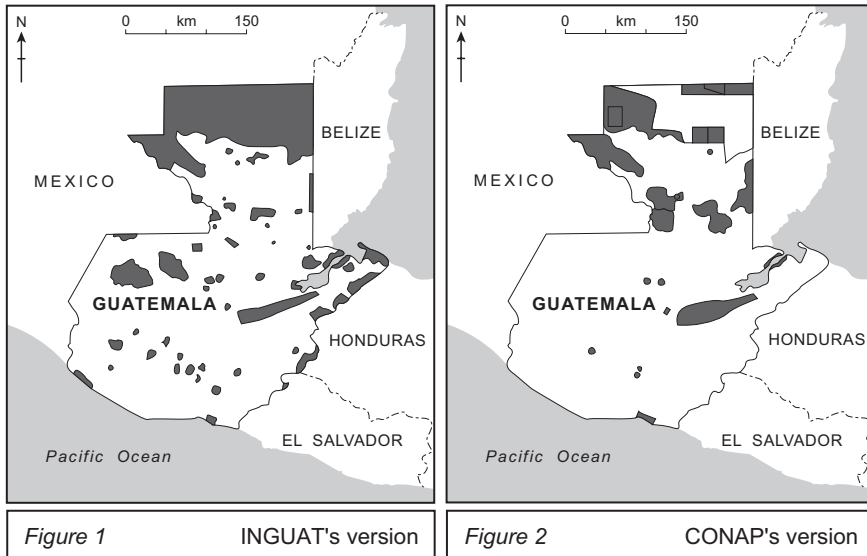 N
0 km 150
BELIZE
MEXICO
GUATEMALA
HONDURAS
EL SALVADOR
Pacific Ocean
Figure 1 INGUAT's version
N
0 km 150
BELIZE
MEXICO
GUATEMALA
HONDURAS
EL SALVADOR
Pacific Ocean
Figure 2 CONAP's version